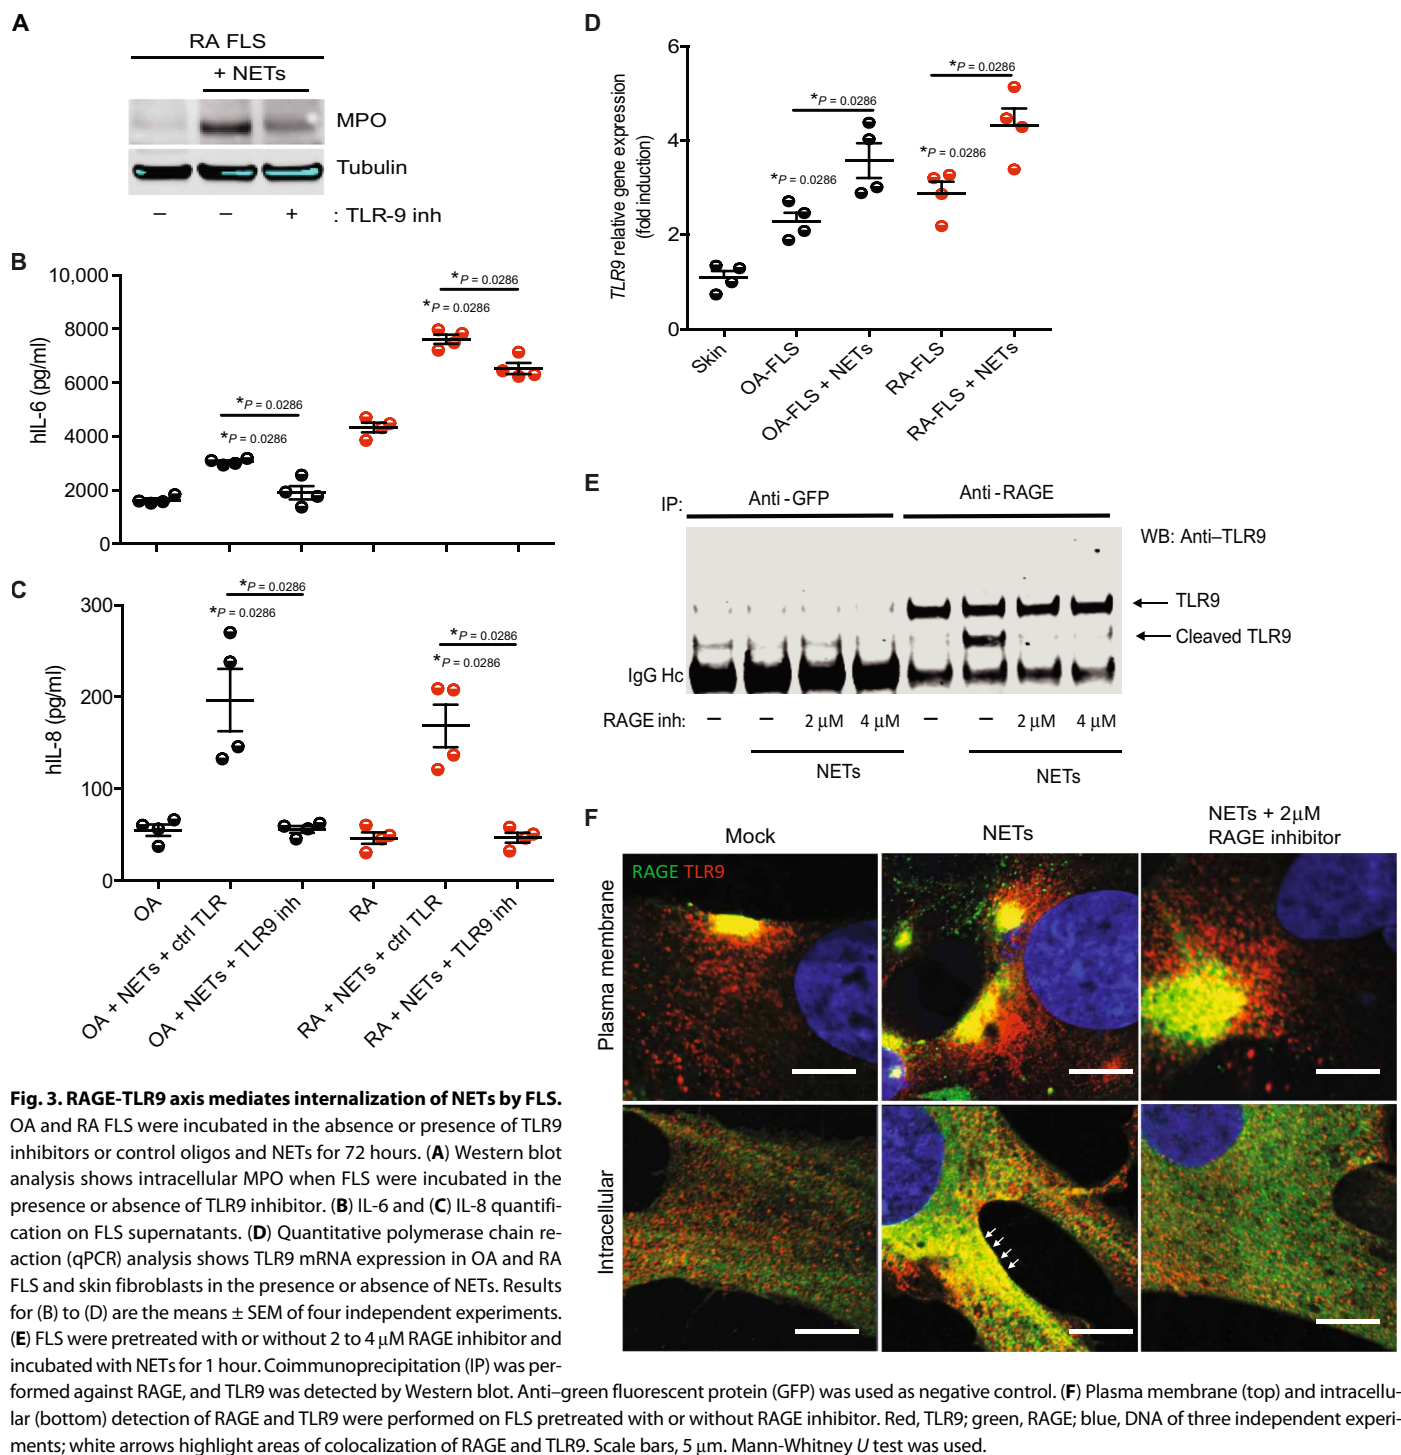 A
RA FLS
+ NETs
MPO
Tubulin
– – + : TLR-9 inh
B
10,000
8000
6000
4000
2000
0
hIL-6 (pg/ml)
*P = 0.0286
*P = 0.0286
*P = 0.0286
*P = 0.0286
C
300
200
100
0
hIL-8 (pg/ml)
*P = 0.0286
*P = 0.0286
*P = 0.0286
*P = 0.0286
OA
OA + NETs + ctrl TLR
OA + NETs + TLR9 inh
RA
RA + NETs + ctrl TLR
RA + NETs + TLR9 inh
D
6
4
2
0
TLR9 relative gene expression
(fold induction)
*P = 0.0286
*P = 0.0286
*P = 0.0286
*P = 0.0286
Skin
OA-FLS
OA-FLS + NETs
RA-FLS
RA-FLS + NETs
E
IP: Anti-GFP Anti-RAGE
WB: Anti–TLR9
TLR9
Cleaved TLR9
IgG Hc
RAGE inh: – – 2 µM 4 µM – – 2 µM 4 µM
NETs NETs
F
Mock NETs NETs + 2µM
RAGE inhibitor
RAGE TLR9
Plasma membrane
Intracellular
Fig. 3. RAGE-TLR9 axis mediates internalization of NETs by FLS.
OA and RA FLS were incubated in the absence or presence of TLR9
inhibitors or control oligos and NETs for 72 hours. (A) Western blot
analysis shows intracellular MPO when FLS were incubated in the
presence or absence of TLR9 inhibitor. (B) IL-6 and (C) IL-8 quantifi-
cation on FLS supernatants. (D) Quantitative polymerase chain re-
action (qPCR) analysis shows TLR9 mRNA expression in OA and RA
FLS and skin fibroblasts in the presence or absence of NETs. Results
for (B) to (D) are the means ± SEM of four independent experiments.
(E) FLS were pretreated with or without 2 to 4 µM RAGE inhibitor and
incubated with NETs for 1 hour. Coimmunoprecipitation (IP) was per-
formed against RAGE, and TLR9 was detected by Western blot. Anti–green fluorescent protein (GFP) was used as negative control. (F) Plasma membrane (top) and intracellu-
lar (bottom) detection of RAGE and TLR9 were performed on FLS pretreated with or without RAGE inhibitor. Red, TLR9; green, RAGE; blue, DNA of three independent experi-
ments; white arrows highlight areas of colocalization of RAGE and TLR9. Scale bars, 5 µm. Mann-Whitney U test was used.